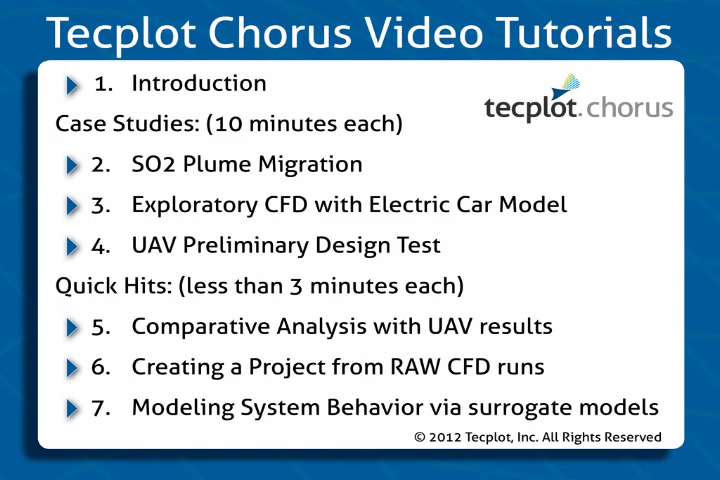 Tecplot Chorus Video Tutorials
1. Introduction
tecplot.chorus
Case Studies: (10 minutes each)
2. SO2 Plume Migration
3. Exploratory CFD with Electric Car Model
4. UAV Preliminary Design Test
Quick Hits: (less than 3 minutes each)
5. Comparative Analysis with UAV results
6. Creating a Project from RAW CFD runs
7. Modeling System Behavior via surrogate models
© 2012 Tecplot, Inc. All Rights Reserved